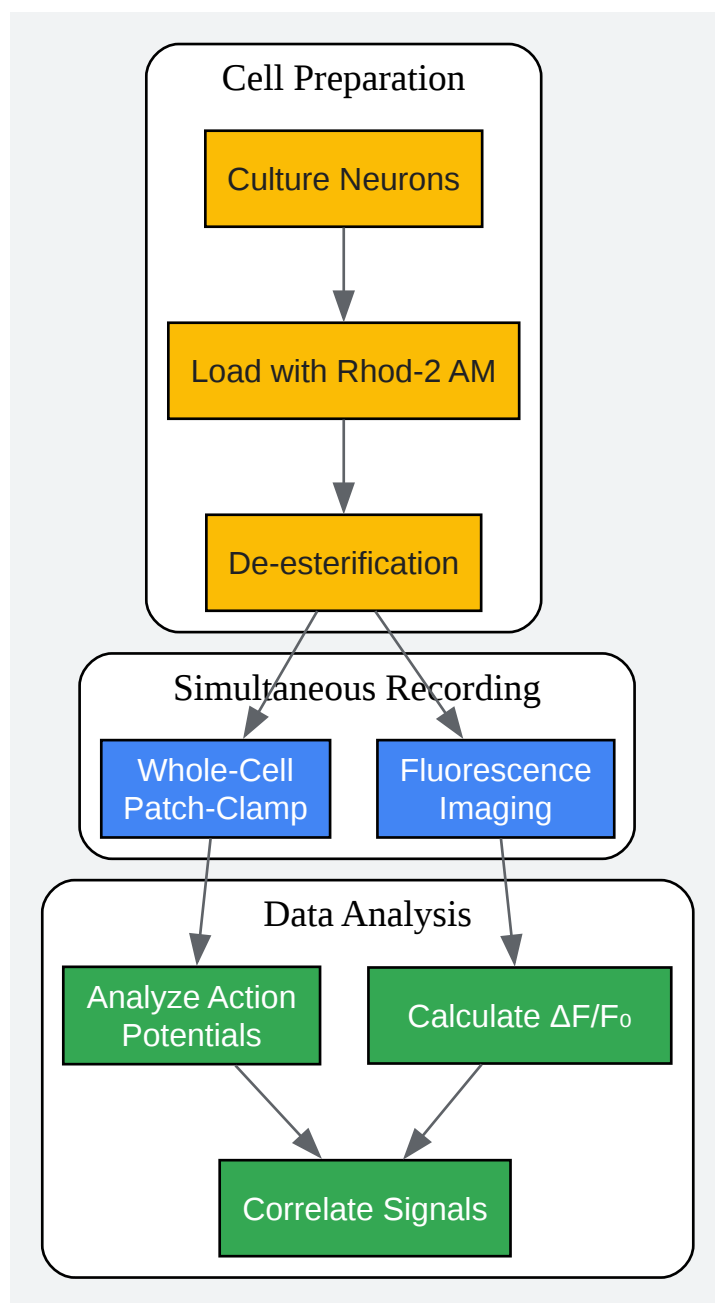 Cell Preparation
Culture Neurons
Load with Rhod-2 AM
De-esterification
Simultaneous Recording
Whole-Cell
Patch-Clamp
Fluorescence
Imaging
Data Analysis
Analyze Action
Potentials
Calculate ΔF/F₀
Correlate Signals